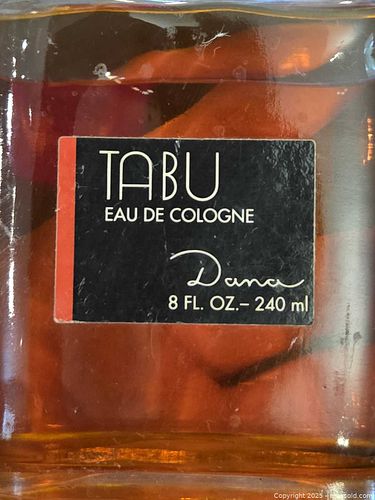 TABU
EAU DE COLOGNE
Dana
8 FL. OZ.– 240 ml